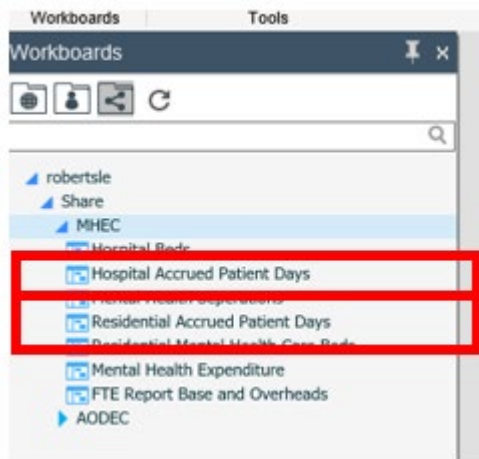 Workboards Tools
Workboards
robertsle
Share
MHEC
Hospital Beds
Hospital Accrued Patient Days
Mental Health Seperations
Residential Accrued Patient Days
Residential Mental Health Care Beds
Mental Health Expenditure
FTE Report Base and Overheads
AODEC